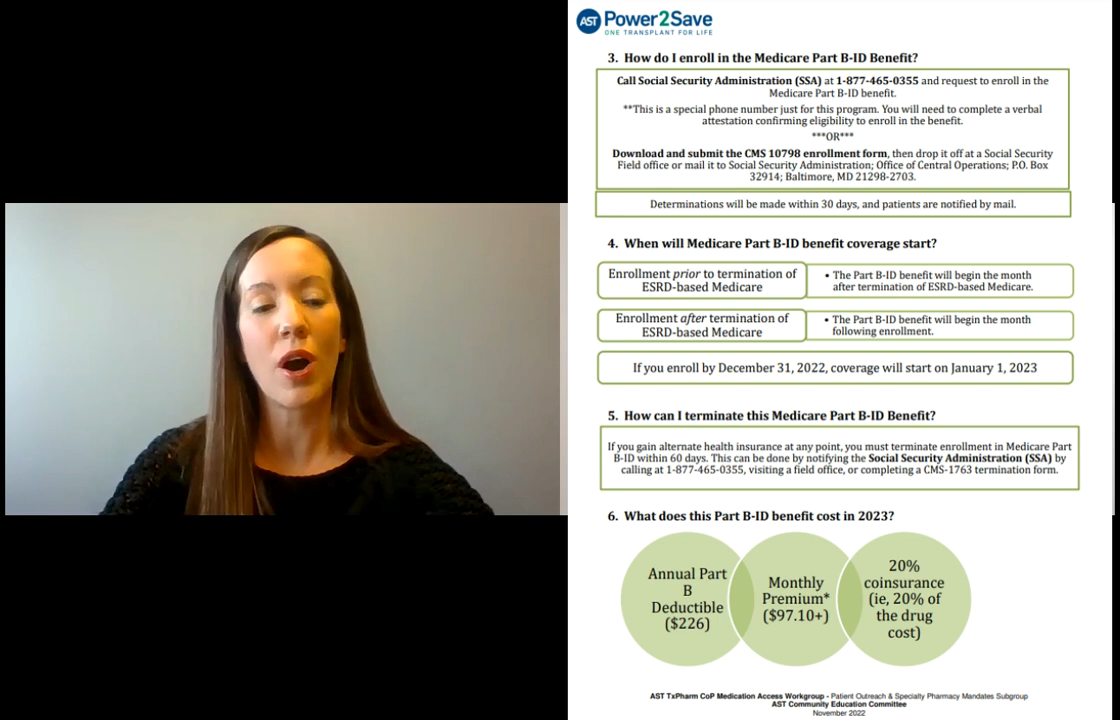 AST Power2Save
ONE TRANSPLANT FOR LIFE
3. How do I enroll in the Medicare Part B-ID Benefit?
Call Social Security Administration (SSA) at 1-877-465-0355 and request to enroll in the
Medicare Part B-ID benefit.
**This is a special phone number just for this program. You will need to complete a verbal
attestation confirming eligibility to enroll in the benefit.
***OR***
Download and submit the CMS 10798 enrollment form, then drop it off at a Social Security
Field office or mail it to Social Security Administration; Office of Central Operations; P.O. Box
32914; Baltimore, MD 21298-2703.
Determinations will be made within 30 days, and patients are notified by mail.
4. When will Medicare Part B-ID benefit coverage start?
Enrollment prior to termination of
ESRD-based Medicare
• The Part B-ID benefit will begin the month
after termination of ESRD-based Medicare.
Enrollment after termination of
ESRD-based Medicare
• The Part B-ID benefit will begin the month
following enrollment.
If you enroll by December 31, 2022, coverage will start on January 1, 2023
5. How can I terminate this Medicare Part B-ID Benefit?
If you gain alternate health insurance at any point, you must terminate enrollment in Medicare Part
B-ID within 60 days. This can be done by notifying the Social Security Administration (SSA) by
calling at 1-877-465-0355, visiting a field office, or completing a CMS-1763 termination form.
6. What does this Part B-ID benefit cost in 2023?
Annual Part
B
Deductible
($226)
Monthly
Premium*
($97.10+)
20%
coinsurance
(ie, 20% of
the drug
cost)
AST TxPharm CoP Medication Access Workgroup - Patient Outreach & Specialty Pharmacy Mandates Subgroup
AST Community Education Committee
November 2022